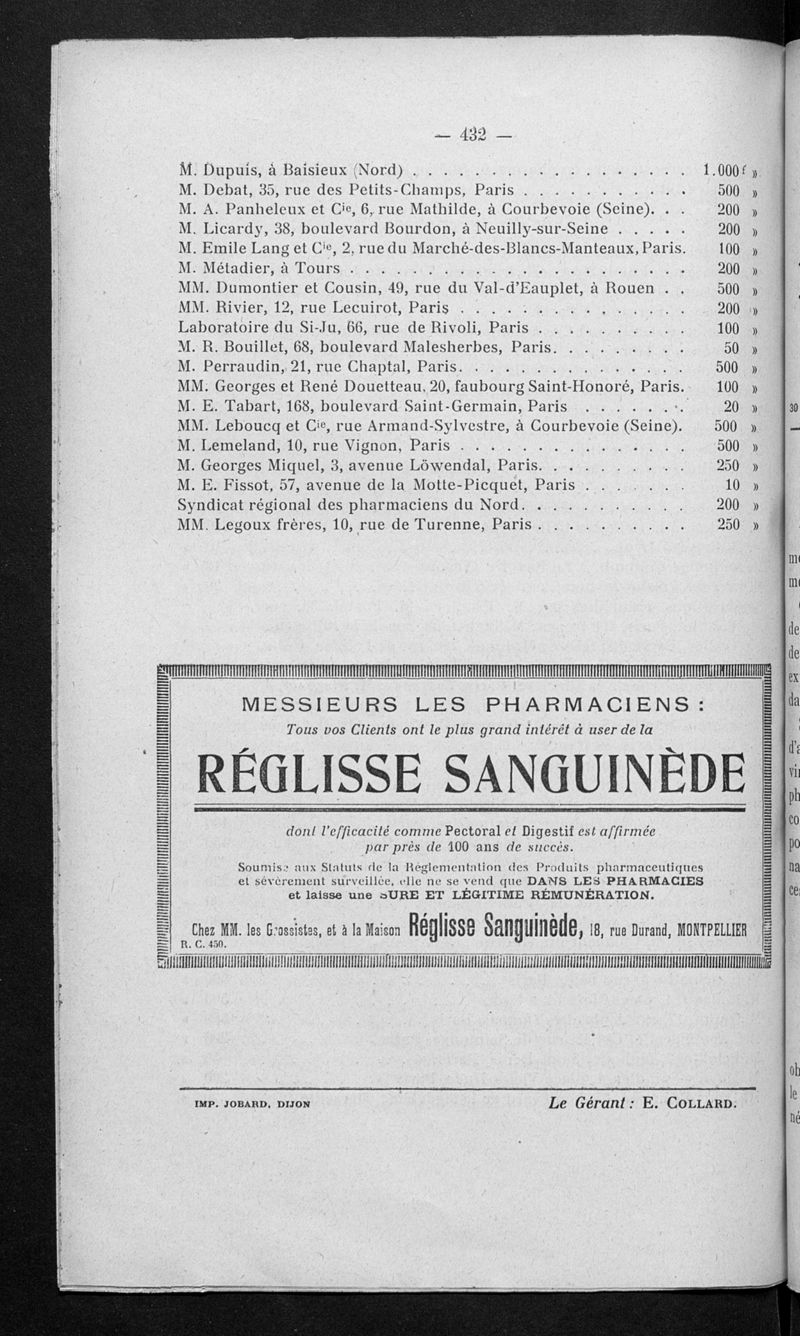 — 432 —
M. Dupuis, à Baisieux (Nord) . . . . . . . . . . . . . . . . . . 1.000f »
M. Debat, 35, rue des Petits-Champs, Paris . . . . . . . . . . . 500 »
M. A. Panheleux et Cie, 6, rue Mathilde, à Courbevoie (Seine). . . 200 »
M. Licardy, 38, boulevard Bourdon, à Neuilly-sur-Seine . . . . . 200 »
M. Emile Lang et Cie, 2, rue du Marché-des-Blancs-Manteaux, Paris. 100 »
M. Métadier, à Tours . . . . . . . . . . . . . . . . . . . . . . 200 »
MM. Dumontier et Cousin, 49, rue du Val-d'Eauplet, à Rouen . . 500 »
MM. Rivier, 12, rue Lecuirot, Paris . . . . . . . . . . . . . . . 200 »
Laboratoire du Si-Ju, 66, rue de Rivoli, Paris . . . . . . . . . . 100 »
M. R. Bouillet, 68, boulevard Malesherbes, Paris. . . . . . . . . 50 »
M. Perraudin, 21, rue Chaptal, Paris. . . . . . . . . . . . . . . 500 »
MM. Georges et René Douetteau, 20, faubourg Saint-Honoré, Paris. 100 »
M. E. Tabart, 168, boulevard Saint-Germain, Paris . . . . . . . . 20 »
MM. Leboucq et Cie, rue Armand-Sylvestre, à Courbevoie (Seine). 500 »
M. Lemeland, 10, rue Vignon, Paris . . . . . . . . . . . . . . . 500 »
M. Georges Miquel, 3, avenue Löwendal, Paris. . . . . . . . . . 250 »
M. E. Fissot, 57, avenue de la Motte-Picquet, Paris . . . . . . . 10 »
Syndicat régional des pharmaciens du Nord. . . . . . . . . . . 200 »
MM. Legoux frères, 10, rue de Turenne, Paris . . . . . . . . . . 250 »
MESSIEURS LES PHARMACIENS :
Tous vos Clients ont le plus grand intérêt à user de la
RÉGLISSE SANGUINÈDE
dont l'efficacité comme Pectoral et Digestif est affirmée
par près de 100 ans de succès.
Soumise aux Statuts de la Réglementation des Produits pharmaceutiques
et sévèrement surveillée, elle ne se vend que DANS LES PHARMACIES
et laisse une SURE ET LÉGITIME RÉMUNÉRATION.
Chez MM. les Grossistes, et à la Maison Réglisse Sanguinède, 18, rue Durand, MONTPELLIER
R. C. 450.
IMP. JOBARD, DIJON
Le Gérant : E. COLLARD.